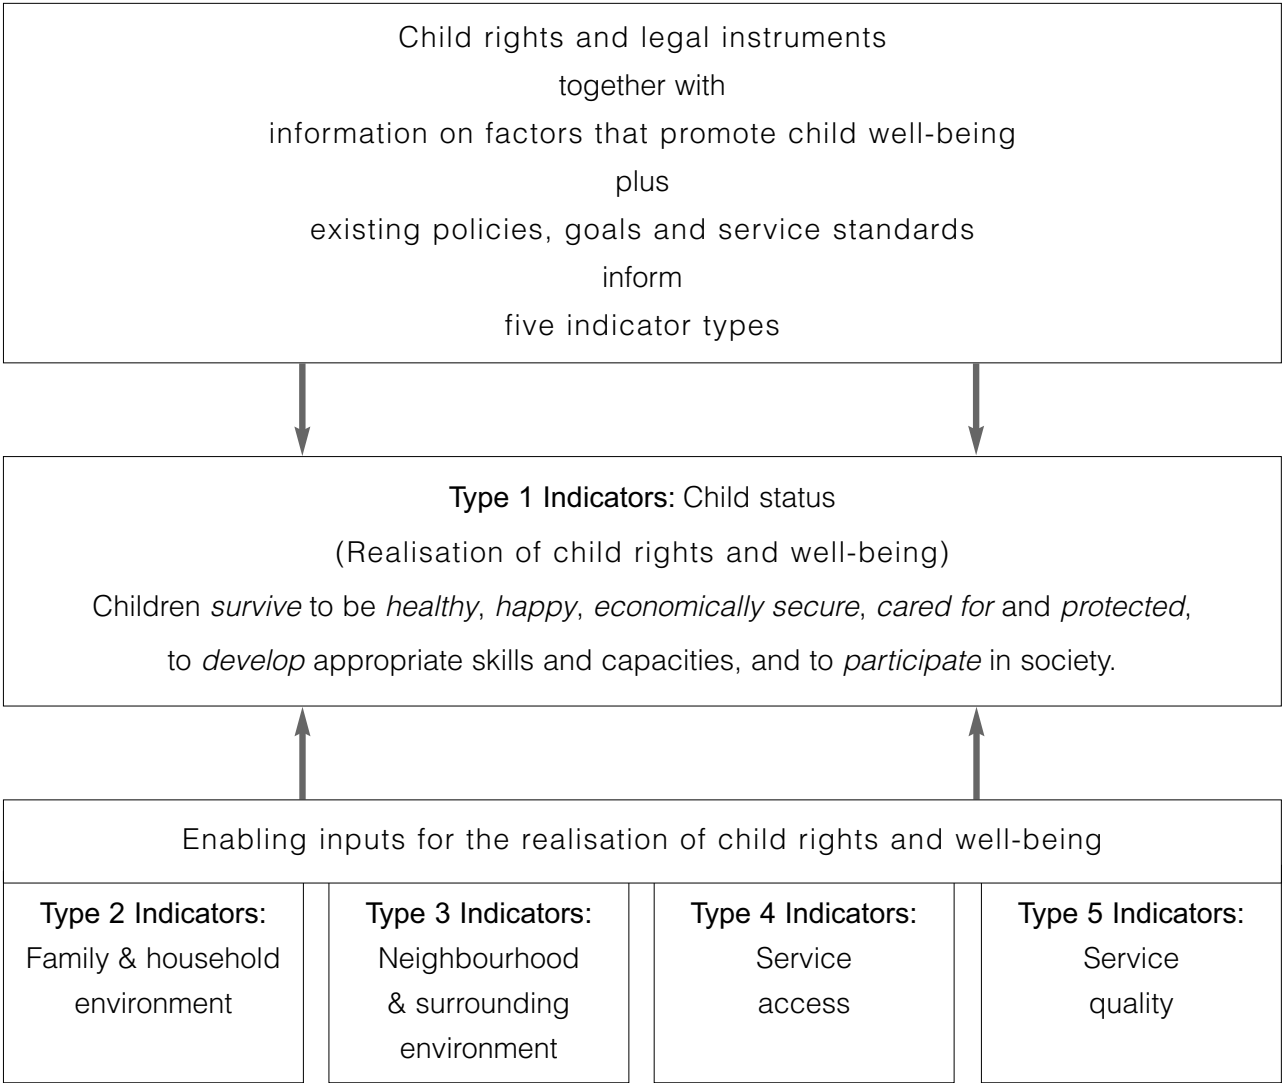 Child rights and legal instruments
together with
information on factors that promote child well-being
plus
existing policies, goals and service standards
inform
five indicator types
Type 1 Indicators: Child status
(Realisation of child rights and well-being)
Children survive to be healthy, happy, economically secure, cared for and protected,
to develop appropriate skills and capacities, and to participate in society.
Enabling inputs for the realisation of child rights and well-being
Type 2 Indicators:
Family & household
environment
Type 3 Indicators:
Neighbourhood
& surrounding
environment
Type 4 Indicators:
Service
access
Type 5 Indicators:
Service
quality